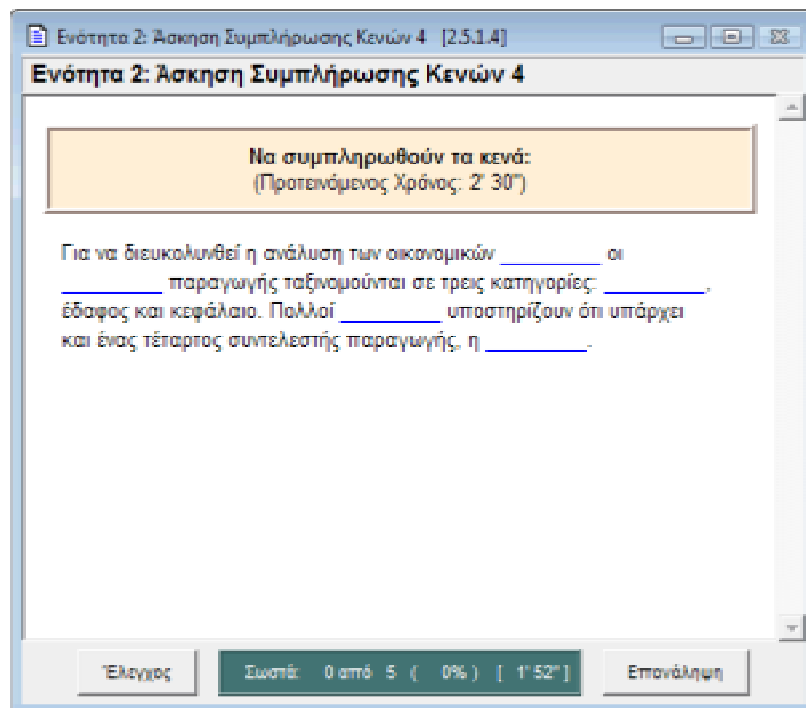 Ενότητα 2: Άσκηση Συμπλήρωσης Κενών 4 [2.5.1.4]
Ενότητα 2: Άσκηση Συμπλήρωσης Κενών 4
Να συμπληρωθούν τα κενά:
(Προτεινόμενος Χρόνος: 2' 30")
Για να διευκολυνθεί η ανάλυση των οικονομικών _________ οι
_________ παραγωγής ταξινομούνται σε τρεις κατηγορίες: _________,
έδαφος και κεφάλαιο. Πολλοί _________ υποστηρίζουν ότι υπάρχει
και ένας τέταρτος συντελεστής παραγωγής, η _________.
Έλεγχος
Σωστά: 0 από 5 ( 0% ) [ 1' 52" ]
Επανάληψη